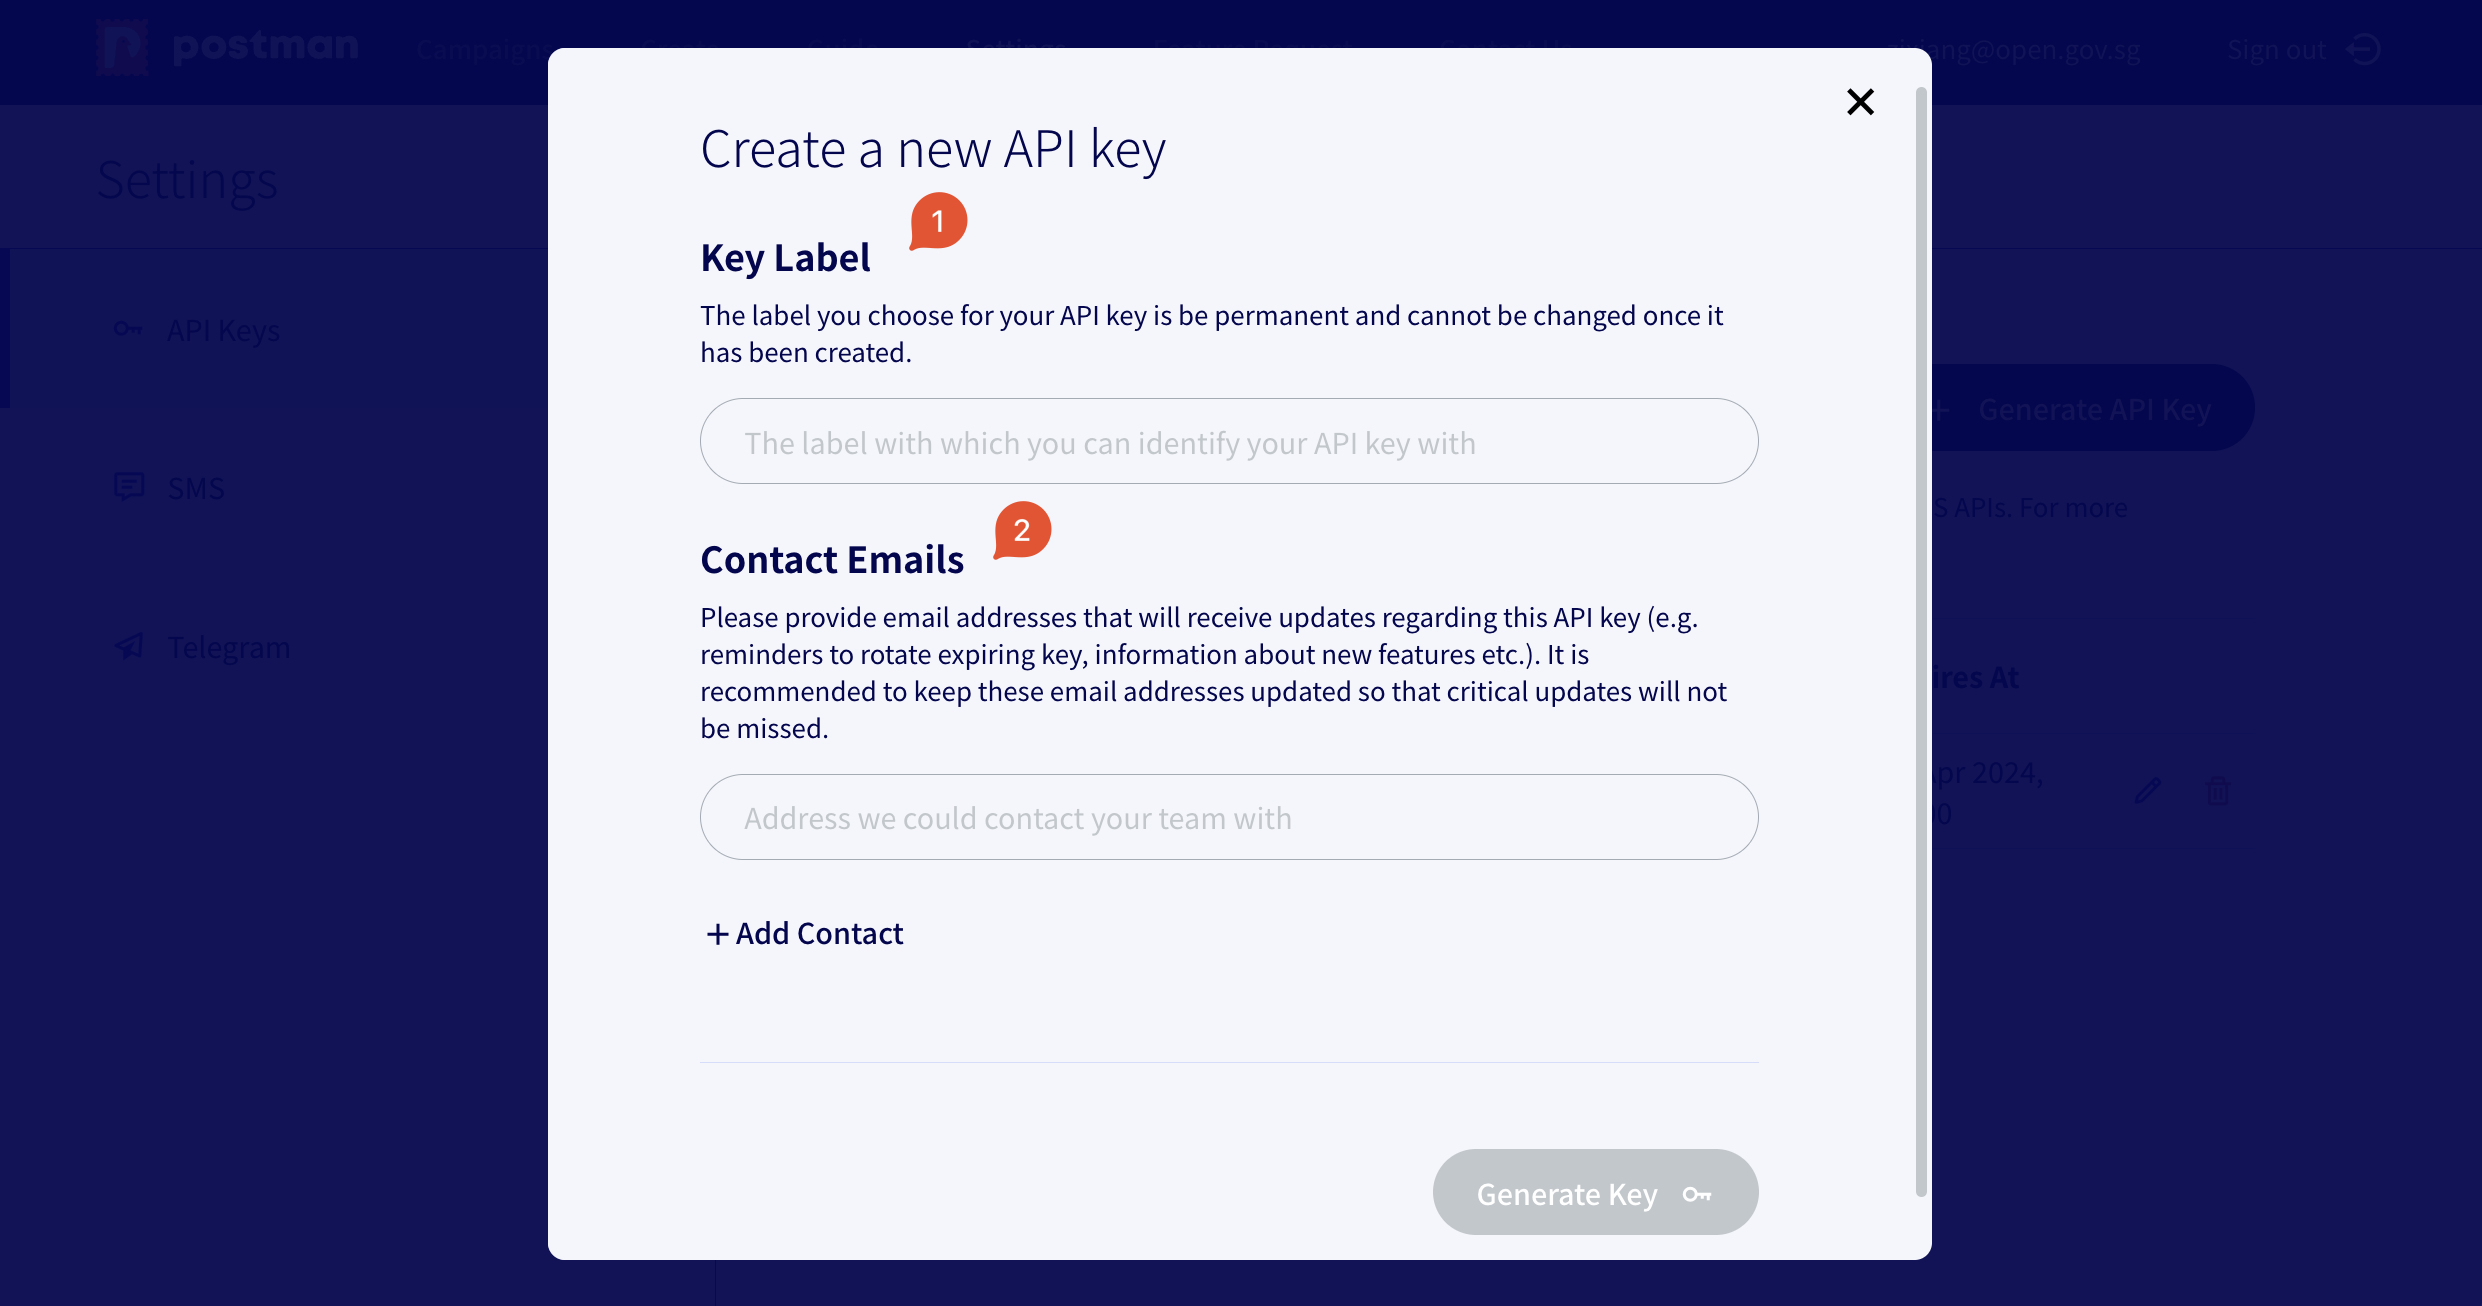 postman
Campaigns
Settings
ang@open.gov.sg
Sign out
Settings
API Keys
SMS
Telegram
Generate API Key
S APIs. For more
ires At
Apr 2024,
00
Create a new API key
1
Key Label
The label you choose for your API key is be permanent and cannot be changed once it
has been created.
The label with which you can identify your API key with
2
Contact Emails
Please provide email addresses that will receive updates regarding this API key (e.g.
reminders to rotate expiring key, information about new features etc.). It is
recommended to keep these email addresses updated so that critical updates will not
be missed.
Address we could contact your team with
+ Add Contact
Generate Key